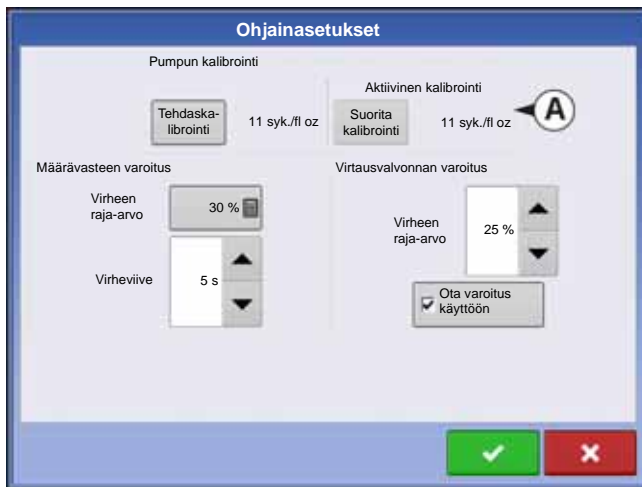 Ohjainasetukset
Pumpun kalibrointi
Aktiivinen kalibrointi
Tehdaska-
librointi
11 syk./fl oz
Suorita
kalibrointi
11 syk./fl oz
A
Määrävasteen varoitus
Virheen
raja-arvo
30 %
Virheviive
5 s
Virtausvalvonnan varoitus
Virheen
raja-arvo
25 %
Ota varoitus
käyttöön